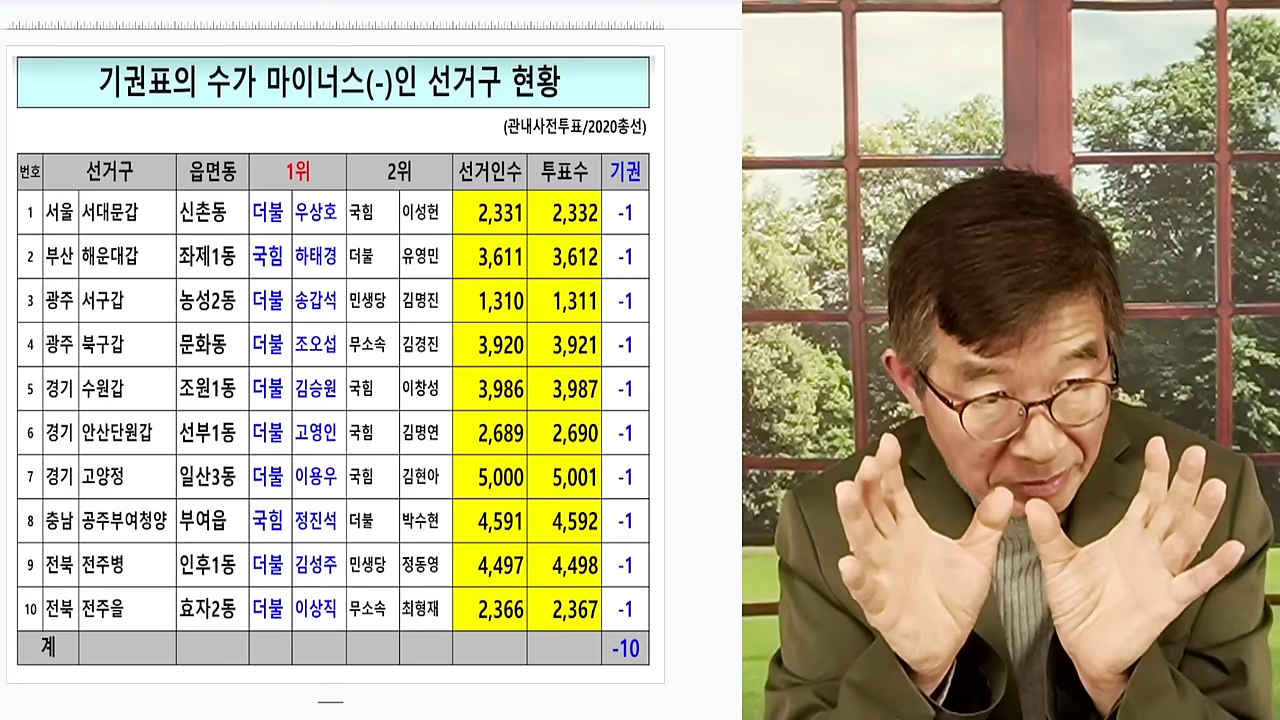 기권표의 수가 마이너스(-)인 선거구 현황
(관내사전투표/2020총선)
번호 선거구 읍면동 1위 2위 선거인수 투표수 기권
1 서울 서대문갑 신촌동 더불 우상호 국힘 이성헌 2,331 2,332 -1
2 부산 해운대갑 좌제1동 국힘 하태경 더불 유영민 3,611 3,612 -1
3 광주 서구갑 농성2동 더불 송갑석 민생당 김명진 1,310 1,311 -1
4 광주 북구갑 문화동 더불 조오섭 무소속 김경진 3,920 3,921 -1
5 경기 수원갑 조원1동 더불 김승원 국힘 이창성 3,986 3,987 -1
6 경기 안산단원갑 선부1동 더불 고영인 국힘 김명연 2,689 2,690 -1
7 경기 고양정 일산3동 더불 이용우 국힘 김현아 5,000 5,001 -1
8 충남 공주부여청양 부여읍 국힘 정진석 더불 박수현 4,591 4,592 -1
9 전북 전주병 인후1동 더불 김성주 민생당 정동영 4,497 4,498 -1
10 전북 전주을 효자2동 더불 이상직 무소속 최형재 2,366 2,367 -1
계 -10